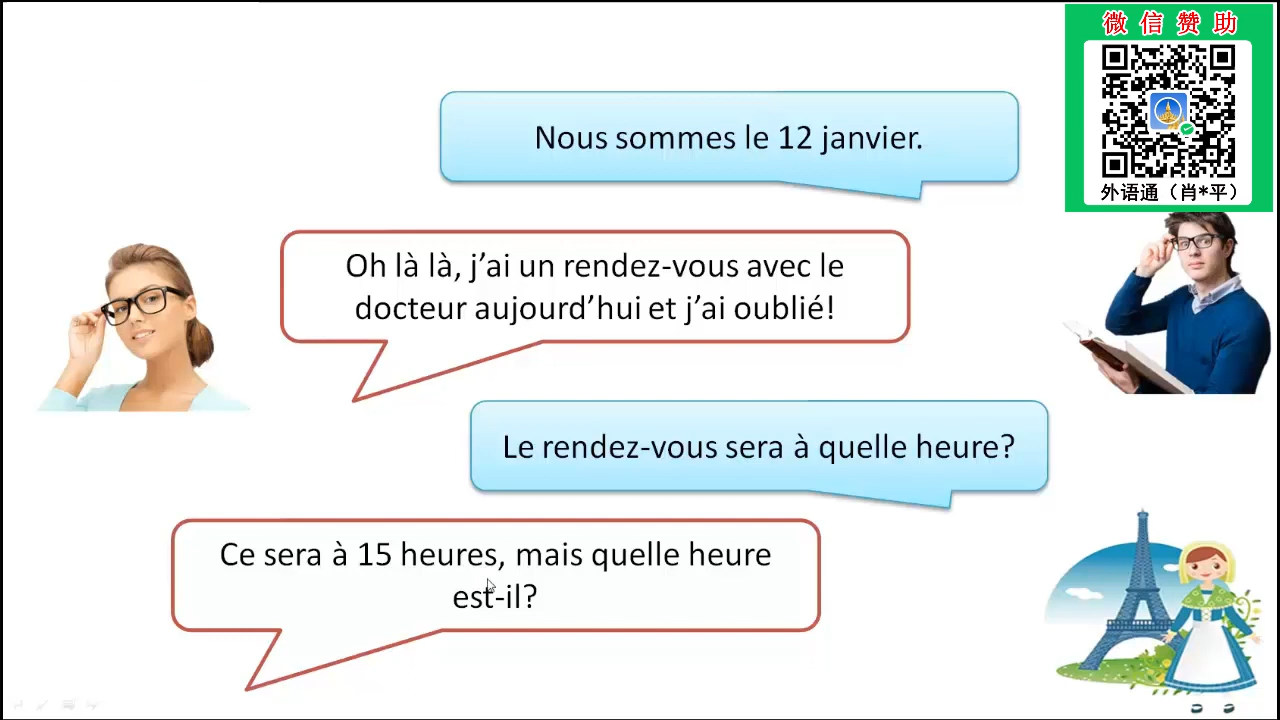 微信赞助
外语通（肖*平）
Nous sommes le 12 janvier.
Oh là là, j’ai un rendez-vous avec le
docteur aujourd’hui et j’ai oublié!
Le rendez-vous sera à quelle heure?
Ce sera à 15 heures, mais quelle heure
est-il?